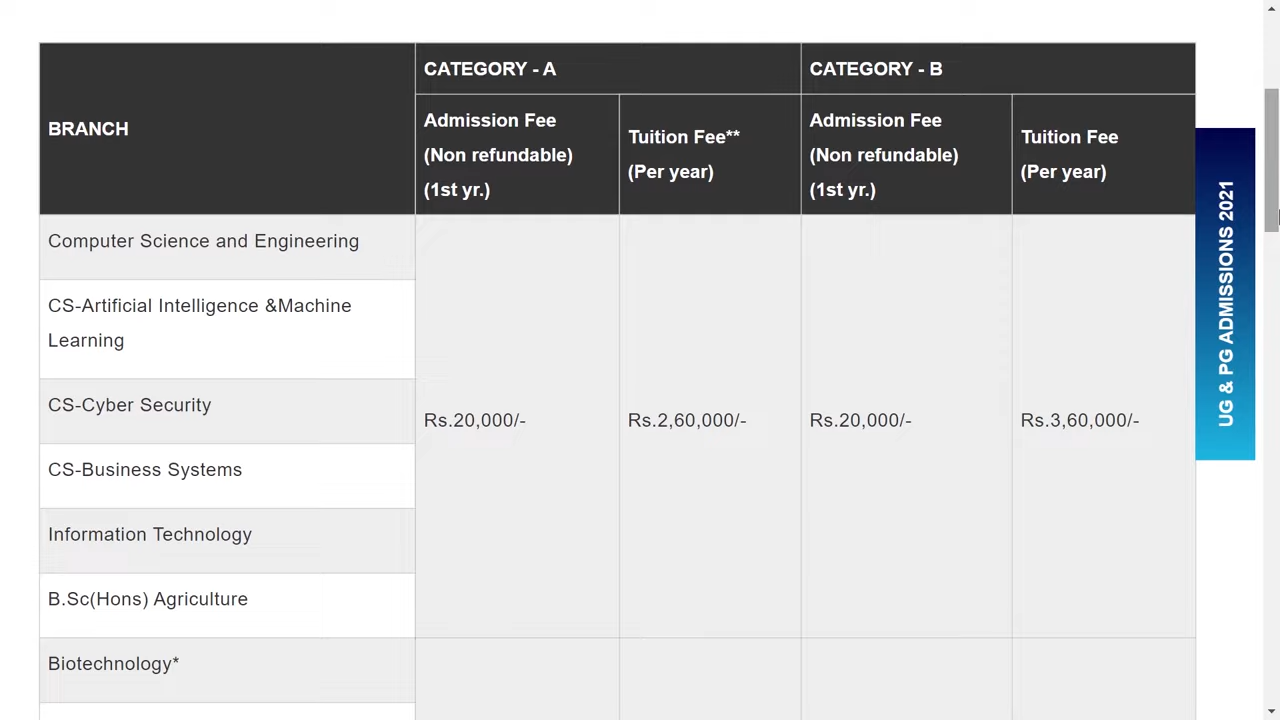 CATEGORY - A
CATEGORY - B
BRANCH
Admission Fee
(Non refundable)
(1st yr.)
Tuition Fee**
(Per year)
Admission Fee
(Non refundable)
(1st yr.)
Tuition Fee
(Per year)
Computer Science and Engineering
CS-Artificial Intelligence &Machine
Learning
CS-Cyber Security
Rs.20,000/-
Rs.2,60,000/-
Rs.20,000/-
Rs.3,60,000/-
CS-Business Systems
Information Technology
B.Sc(Hons) Agriculture
Biotechnology*
UG & PG ADMISSIONS 2021